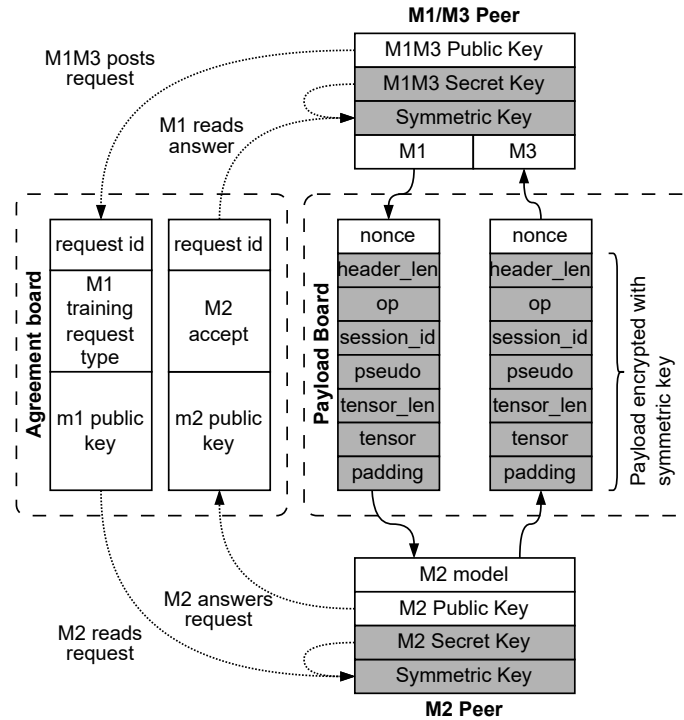 M1/M3 Peer
M1M3 Public Key
M1M3 Secret Key
Symmetric Key
M1
M3
M1M3 posts
request
M1 reads
answer
Agreement board
request id
M1
training
request
type
m1 public
key
request id
M2
accept
m2 public
key
Payload Board
nonce
header_len
op
session_id
pseudo
tensor_len
tensor
padding
nonce
header_len
op
session_id
pseudo
tensor_len
tensor
padding
Payload encrypted with
symmetric key
M2 reads
request
M2 answers
request
M2 model
M2 Public Key
M2 Secret Key
Symmetric Key
M2 Peer